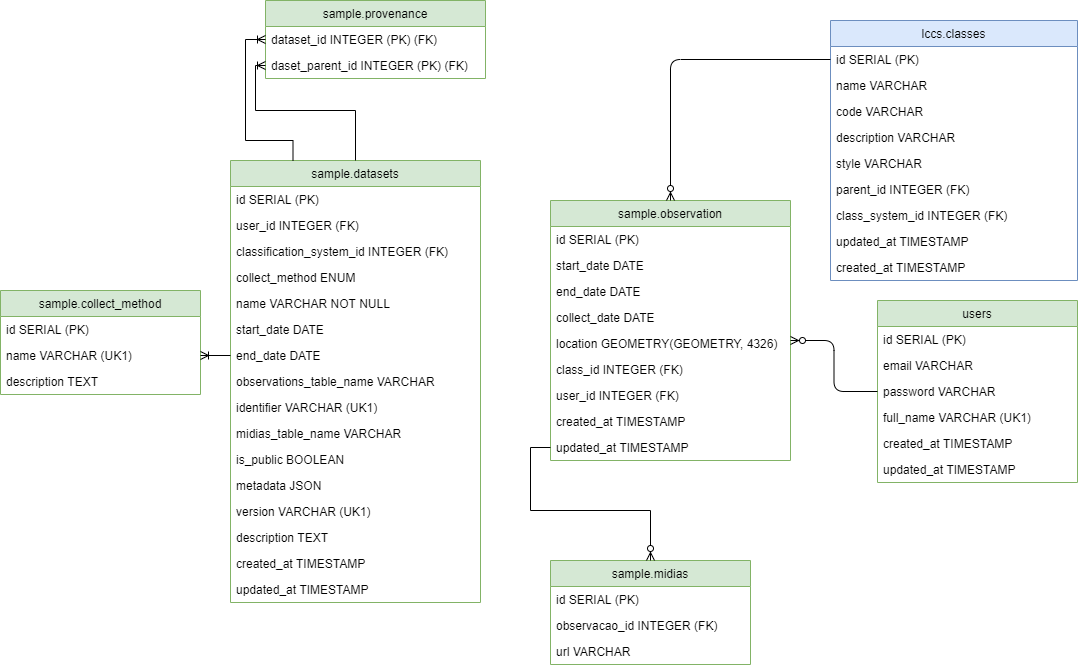 sample.provenance
dataset_id INTEGER (PK) (FK)
daset_parent_id INTEGER (PK) (FK)
sample.datasets
id SERIAL (PK)
user_id INTEGER (FK)
classification_system_id INTEGER (FK)
collect_method ENUM
name VARCHAR NOT NULL
start_date DATE
end_date DATE
observations_table_name VARCHAR
identifier VARCHAR (UK1)
midias_table_name VARCHAR
is_public BOOLEAN
metadata JSON
version VARCHAR (UK1)
description TEXT
created_at TIMESTAMP
updated_at TIMESTAMP
sample.collect_method
id SERIAL (PK)
name VARCHAR (UK1)
description TEXT
sample.observation
id SERIAL (PK)
start_date DATE
end_date DATE
collect_date DATE
location GEOMETRY(GEOMETRY, 4326)
class_id INTEGER (FK)
user_id INTEGER (FK)
created_at TIMESTAMP
updated_at TIMESTAMP
sample.midias
id SERIAL (PK)
observacao_id INTEGER (FK)
url VARCHAR
lccs.classes
id SERIAL (PK)
name VARCHAR
code VARCHAR
description VARCHAR
style VARCHAR
parent_id INTEGER (FK)
class_system_id INTEGER (FK)
updated_at TIMESTAMP
created_at TIMESTAMP
users
id SERIAL (PK)
email VARCHAR
password VARCHAR
full_name VARCHAR (UK1)
created_at TIMESTAMP
updated_at TIMESTAMP